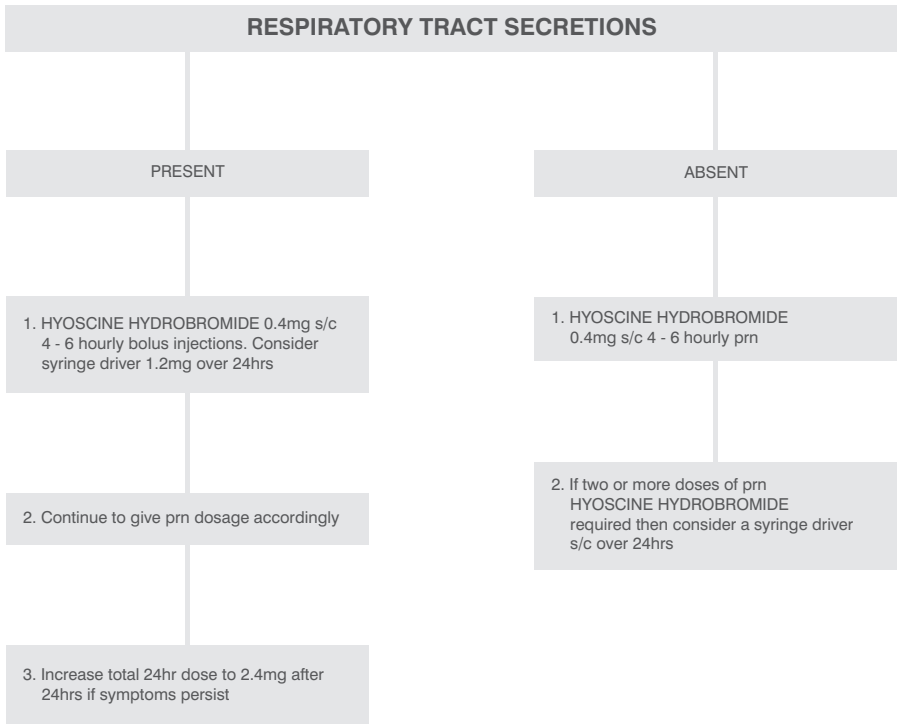 RESPIRATORY TRACT SECRETIONS
PRESENT
1. HYOSCINE HYDROBROMIDE 0.4mg s/c
4 - 6 hourly bolus injections. Consider
syringe driver 1.2mg over 24hrs
2. Continue to give prn dosage accordingly
3. Increase total 24hr dose to 2.4mg after
24hrs if symptoms persist
ABSENT
1. HYOSCINE HYDROBROMIDE
0.4mg s/c 4 - 6 hourly prn
2. If two or more doses of prn
HYOSCINE HYDROBROMIDE
required then consider a syringe driver
s/c over 24hrs